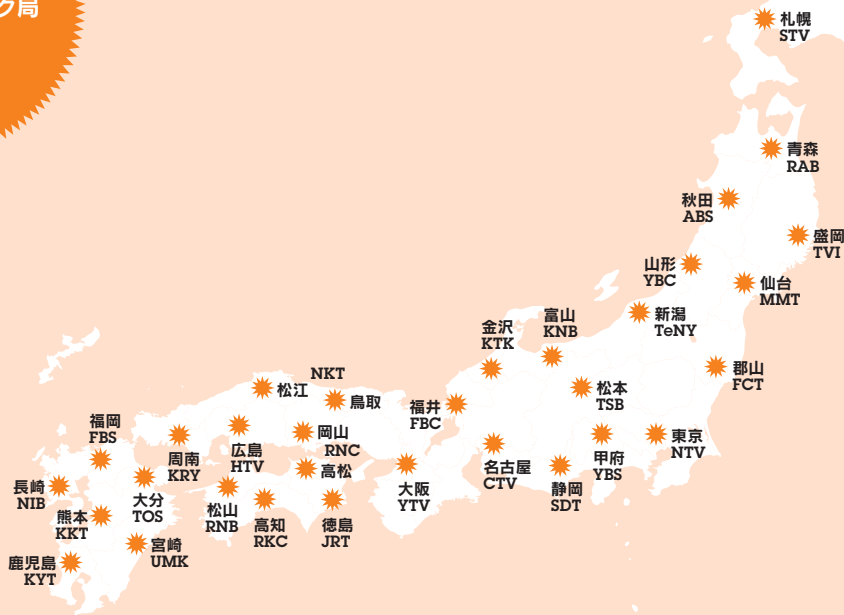 ク局
札幌
STV
青森
RAB
秋田
ABS
盛岡
TVI
山形
YBC
仙台
MMT
新潟
TeNY
富山
KNB
金沢
KTK
郡山
FCT
松本
TSB
福井
FBC
東京
NTV
甲府
YBS
静岡
SDT
名古屋
CTV
大阪
YTV
NKT
松江
鳥取
岡山
RNC
高松
広島
HTV
周南
KRY
徳島
JRT
高知
RKC
松山
RNB
福岡
FBS
長崎
NIB
大分
TOS
熊本
KKT
宮崎
UMK
鹿児島
KYT